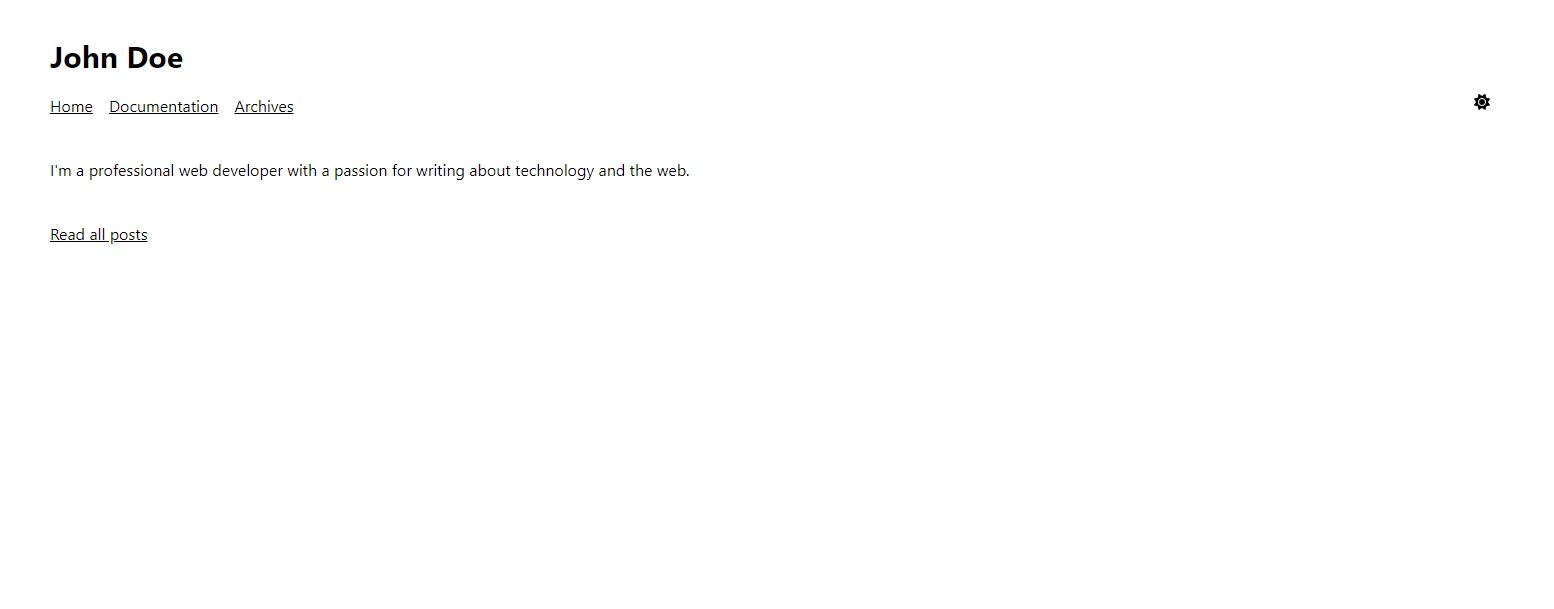 John Doe
Home Documentation Archives
I'm a professional web developer with a passion for writing about technology and the web.
Read all posts